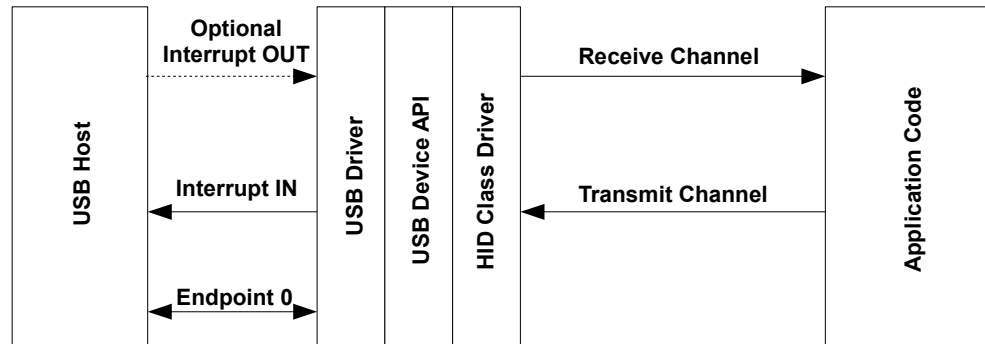 USB Host
Optional
Interrupt OUT
Interrupt IN
Endpoint 0
USB Driver
USB Device API
HID Class Driver
Receive Channel
Transmit Channel
Application Code